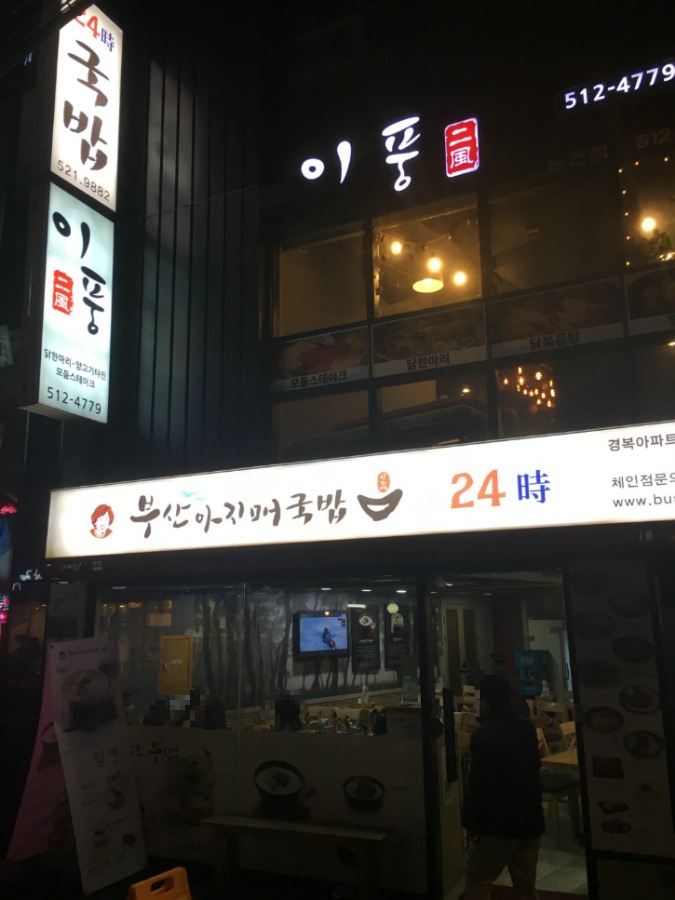 24時
국밥
521.9882
이풍
二風
닭한마리·양고기타진
모듬스테이크
512-4779
이풍
二風
512-4779
모듬스테이크
닭한마리
닭볶음탕
부산아지매국밥
24時
경복아파트
체인점문의
www.bus